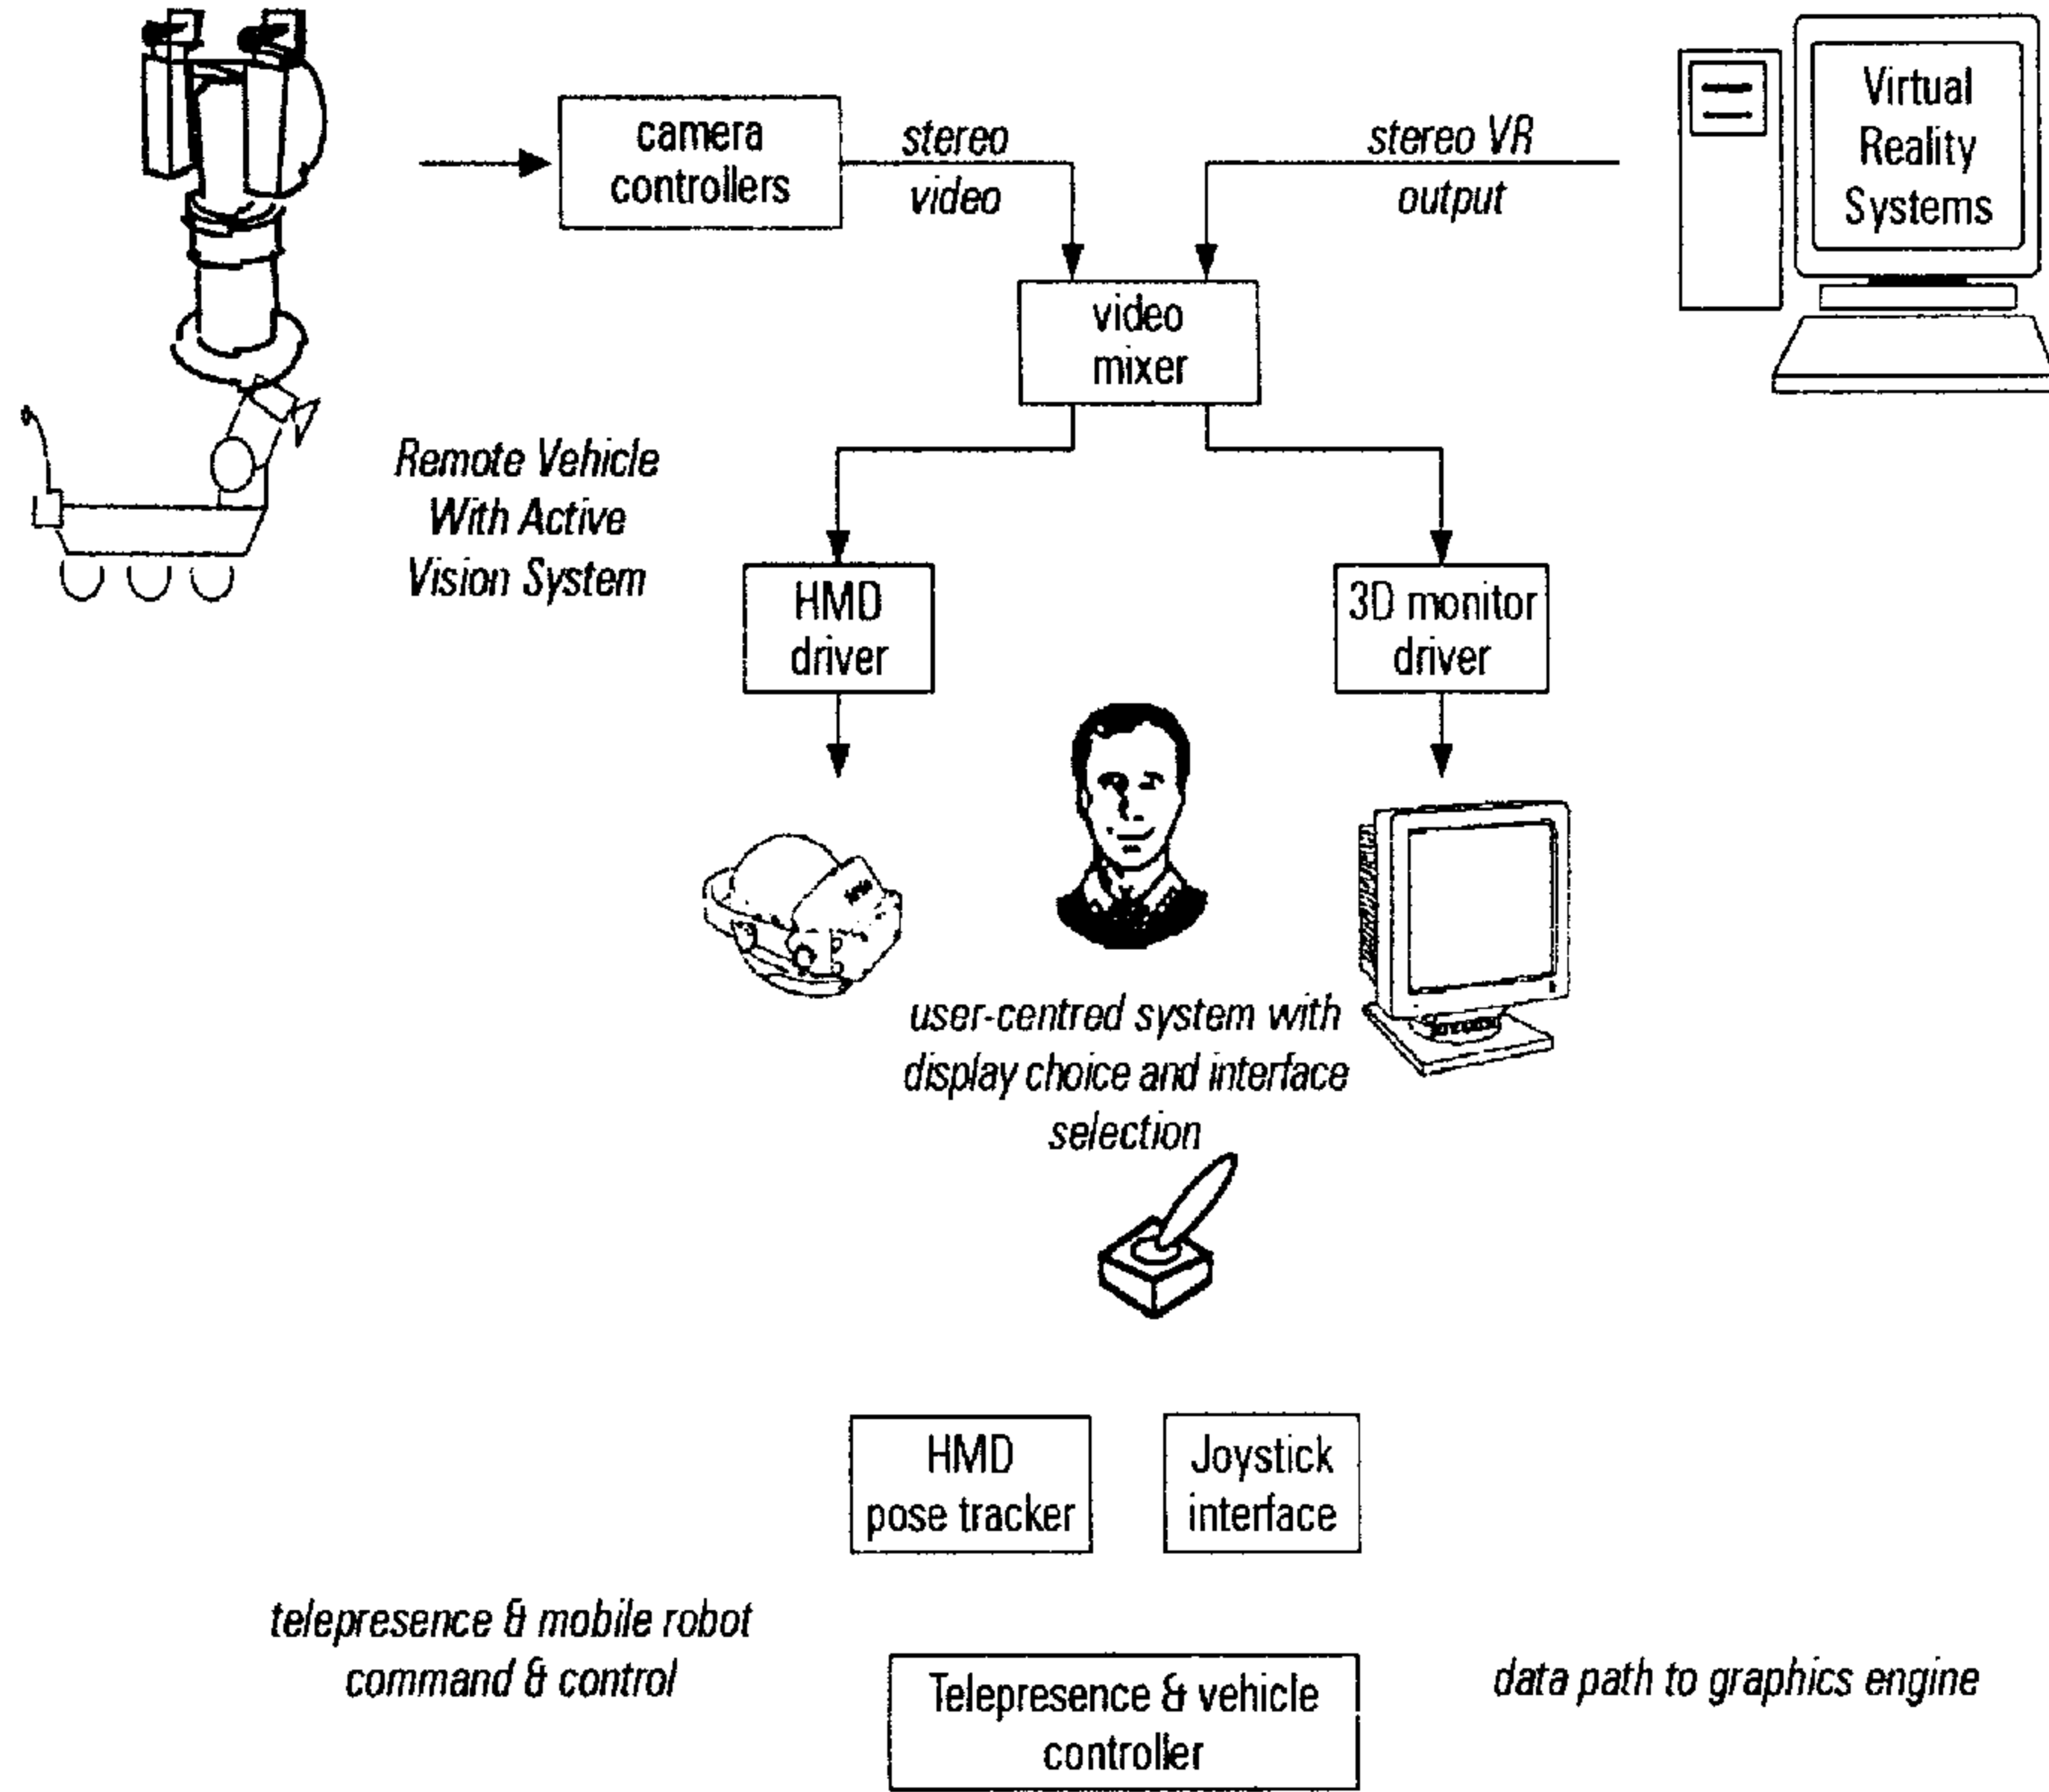 camera
controllers
stereo
video
stereo VR
output
Virtual
Reality
Systems
video
mixer
Remote Vehicle
With Active
Vision System
HMD
driver
3D monitor
driver
user-centred system with
display choice and interface
selection
HMD
pose tracker
Joystick
interface
telepresence & mobile robot
command & control
Telepresence & vehicle
controller
data path to graphics engine